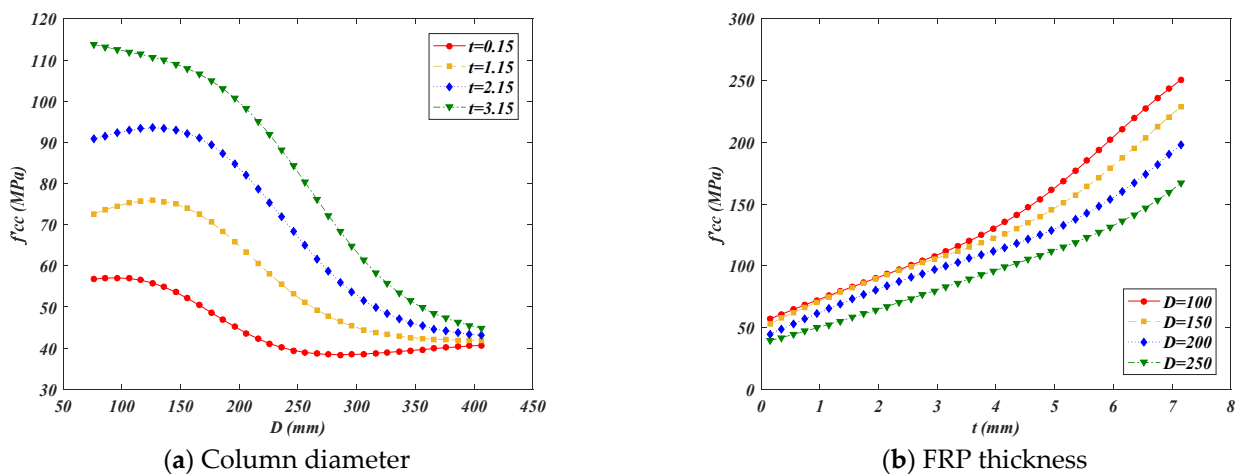 120
110
100
90
80
70
60
50
40
30
f'cc (MPa)
t=0.15
t=1.15
t=2.15
t=3.15
50 100 150 200 250 300 350 400 450
D (mm)
(a) Column diameter
300
250
200
150
100
50
0
f'cc (MPa)
D=100
D=150
D=200
D=250
0 1 2 3 4 5 6 7 8
t (mm)
(b) FRP thickness